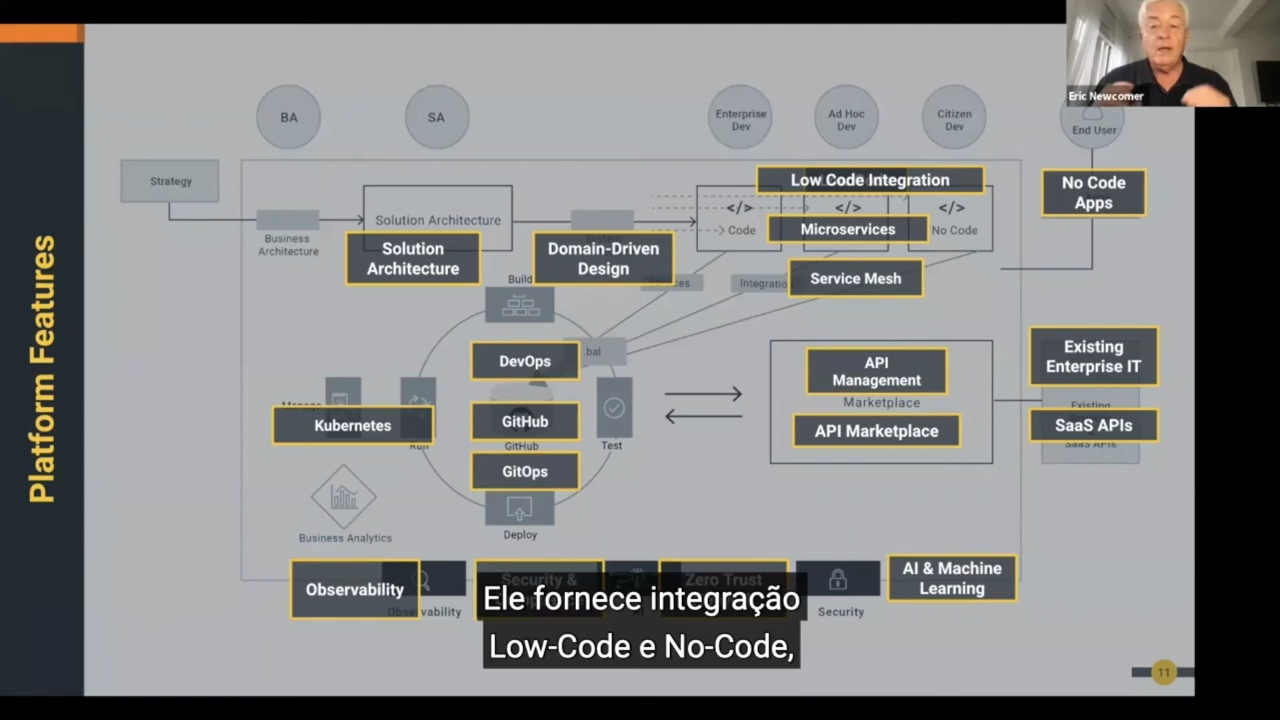 Platform Features
Eric Newcomer
BA
SA
Enterprise
Dev
Ad Hoc
Dev
Citizen
Dev
End User
Strategy
Business
Architecture
Solution Architecture
Solution
Architecture
Domain-Driven
Design
Low Code Integration
</>
</>
</>
Code
Microservices
No Code
Service Mesh
Integration
No Code
Apps
Build
DevOps
GitHub
GitHub
GitOps
Kubernetes
Run
Test
Deploy
Business Analytics
API
Management
Marketplace
API Marketplace
Existing
Enterprise IT
Existing
SaaS APIs
SaaS APIs
Observability
Observability
Security &
Zero Trust
Security
AI & Machine
Learning
Ele fornece integração
Low-Code e No-Code,
11